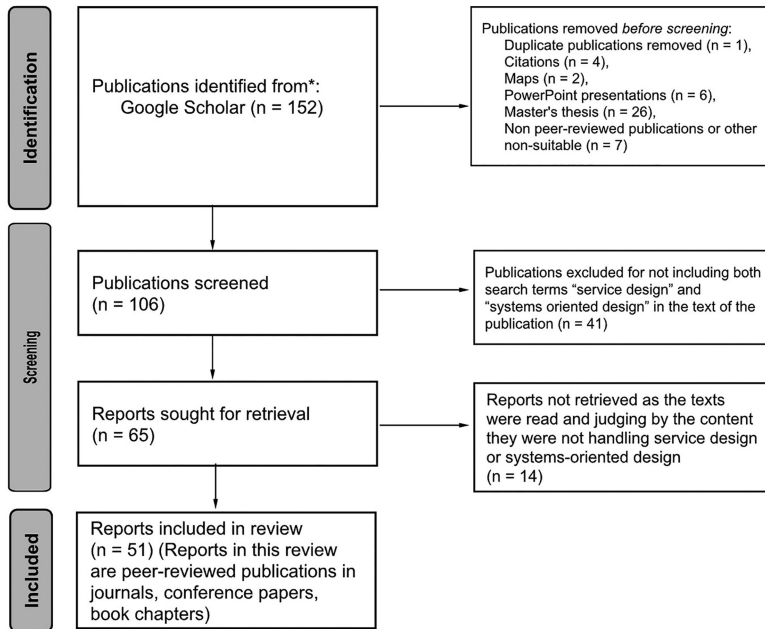 Identification
Publications identified from*:
Google Scholar (n = 152)
Publications removed before screening:
Duplicate publications removed (n = 1),
Citations (n = 4),
Maps (n = 2),
PowerPoint presentations (n = 6),
Master's thesis (n = 26),
Non peer-reviewed publications or other
non-suitable (n = 7)
Screening
Publications screened
(n = 106)
Publications excluded for not including both
search terms “service design” and
“systems oriented design” in the text of the
publication (n = 41)
Reports sought for retrieval
(n = 65)
Reports not retrieved as the texts
were read and judging by the content
they were not handling service design
or systems-oriented design
(n = 14)
Included
Reports included in review
(n = 51) (Reports in this review
are peer-reviewed publications in
journals, conference papers,
book chapters)